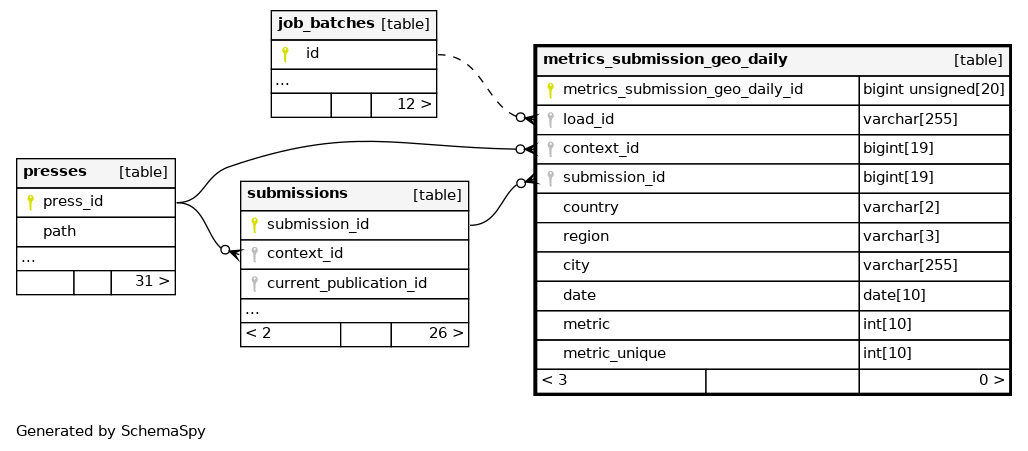 job_batches [table]
id
...
12 >
presses [table]
press_id
path
...
31 >
submissions [table]
submission_id
context_id
current_publication_id
...
< 2 26 >
metrics_submission_geo_daily [table]
metrics_submission_geo_daily_id bigint unsigned[20]
load_id varchar[255]
context_id bigint[19]
submission_id bigint[19]
country varchar[2]
region varchar[3]
city varchar[255]
date date[10]
metric int[10]
metric_unique int[10]
< 3 0 >
Generated by SchemaSpy